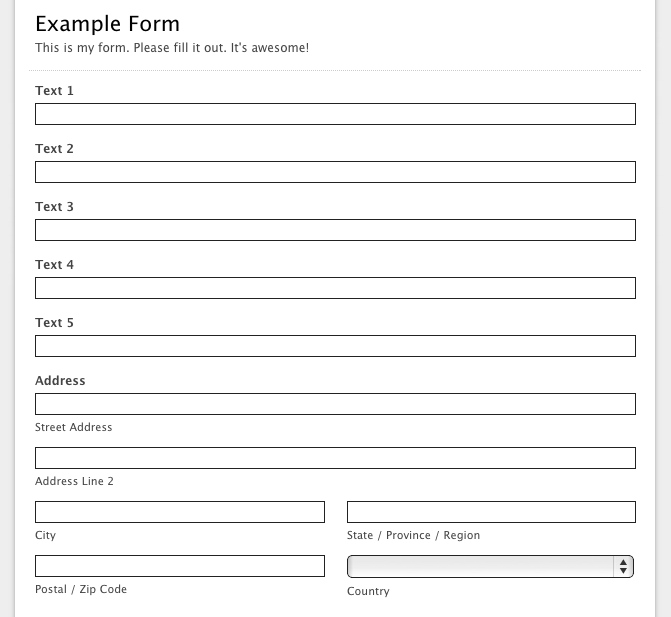 Example Form
This is my form. Please fill it out. It's awesome!
Text 1
Text 2
Text 3
Text 4
Text 5
Address
Street Address
Address Line 2
City
State / Province / Region
Postal / Zip Code
Country